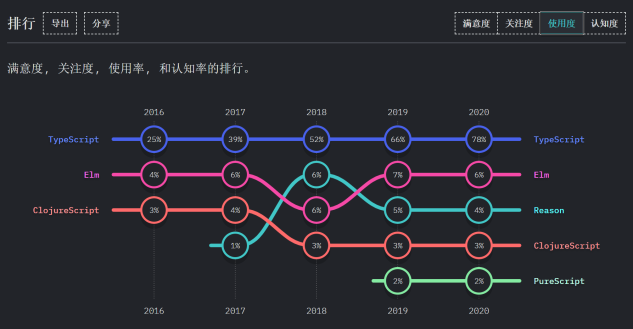 排行 导出 分享 满意度 关注度 使用度 认知度
满意度, 关注度, 使用率, 和认知率的排行。
2016 2017 2018 2019 2020
TypeScript 25% 39% 52% 66% 78% TypeScript
Elm 4% 6% 6% 7% 6% Elm
ClojureScript 3% 4% 6% 5% 4% Reason
1% 3% 3% 3% ClojureScript
2% 2% PureScript
2016 2017 2018 2019 2020